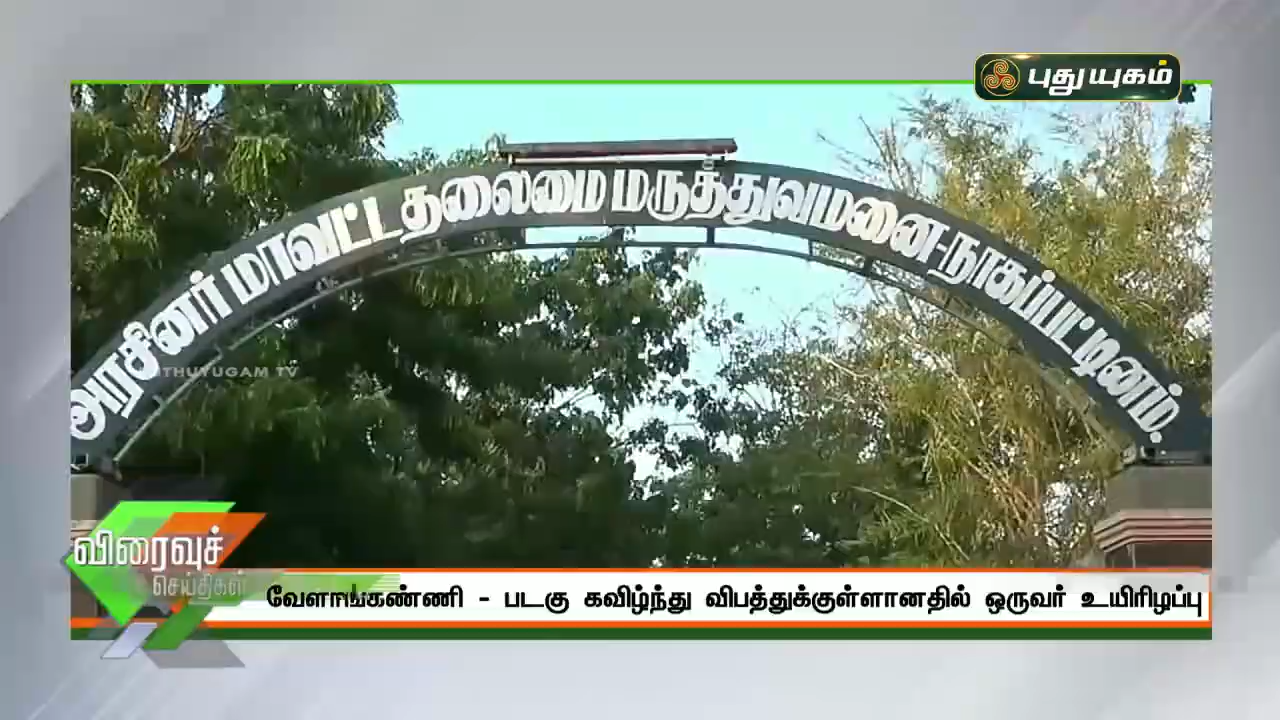 புதுயுகம்
அரசினர் மாவட்ட தலைமை மருத்துவமனை-நாகப்பட்டினம்.
PUTHUYUGAM TV
விரைவுச்
செய்திகள்
வேளாங்கண்ணி - படகு கவிழ்ந்து விபத்துக்குள்ளானதில் ஒருவர் உயிரிழப்பு